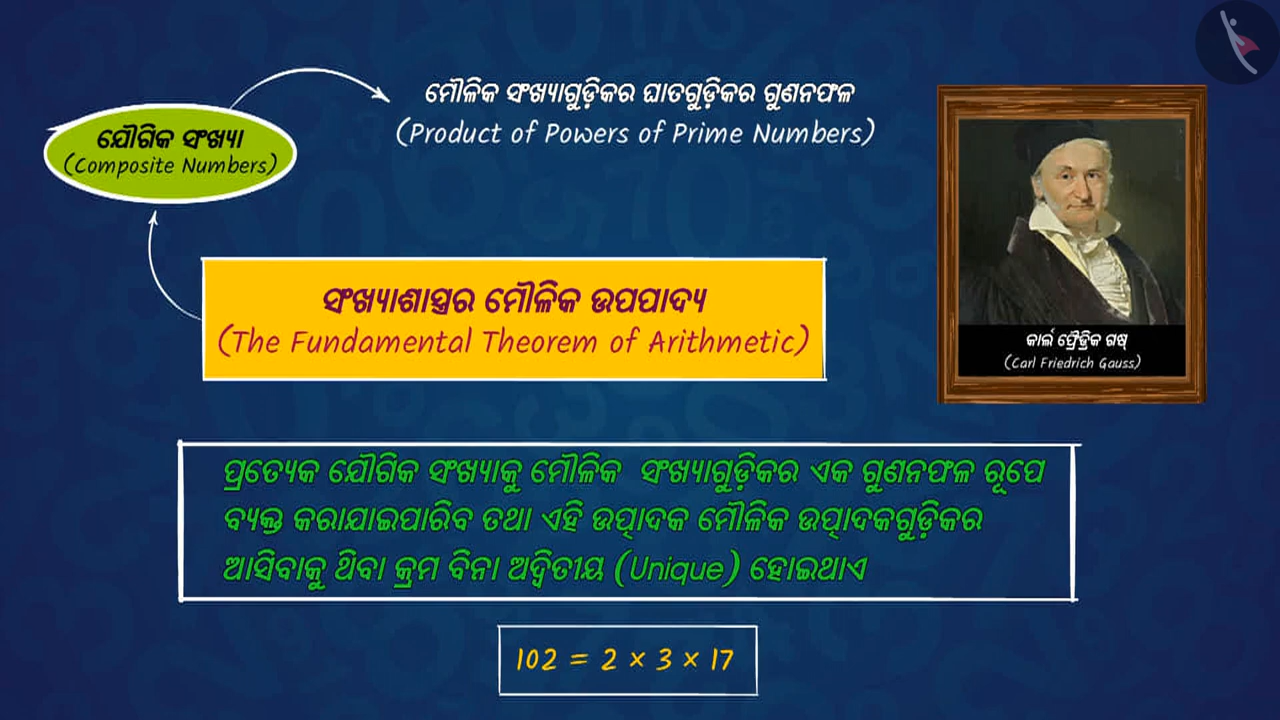 ମୌଳିକ ସଂଖ୍ୟାଗୁଡ଼ିକର ଘାତଗୁଡ଼ିକର ଗୁଣନଫଳ
(Product of Powers of Prime Numbers)
ଯୌଗିକ ସଂଖ୍ୟା
(Composite Numbers)
ସଂଖ୍ୟାଶାସ୍ତ୍ରର ମୌଳିକ ଉପପାଦ୍ୟ
(The Fundamental Theorem of Arithmetic)
କାର୍ଲ ଫ୍ରୈଡ୍ରିକ ଗଷ୍
(Carl Friedrich Gauss)
ପ୍ରତ୍ୟେକ ଯୌଗିକ ସଂଖ୍ୟାକୁ ମୌଳିକ ସଂଖ୍ୟାଗୁଡ଼ିକର ଏକ ଗୁଣନଫଳ ରୂପେ
ବ୍ୟକ୍ତ କରାଯାଇପାରିବ ତଥା ଏହି ଉତ୍ପାଦକ ମୌଳିକ ଉତ୍ପାଦକଗୁଡ଼ିକର
ଆସିବାକୁ ଥିବା କ୍ରମ ବିନା ଅଦ୍ୱିତୀୟ (Unique) ହୋଇଥାଏ
102 = 2 × 3 × 17